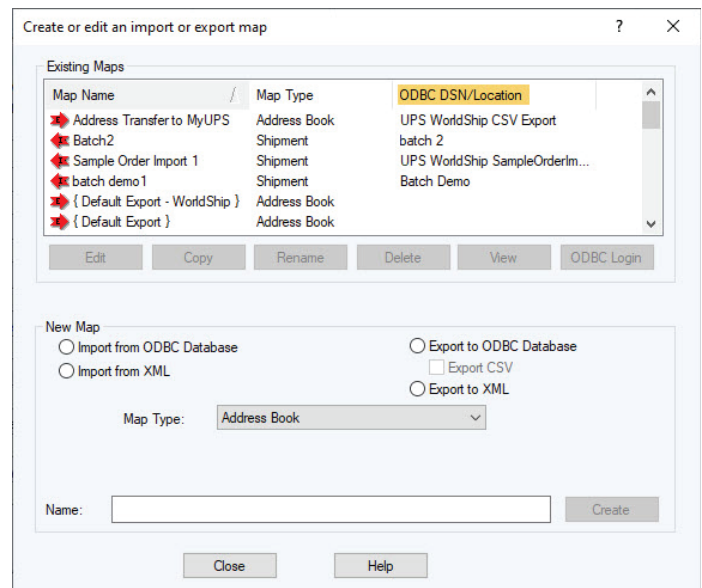 Create or edit an import or export map ? X
Existing Maps
Map Name / Map Type ODBC DSN/Location
Address Transfer to MyUPS Address Book UPS WorldShip CSV Export
Batch2 Shipment batch 2
Sample Order Import 1 Shipment UPS WorldShip SampleOrderIm...
batch demo1 Shipment Batch Demo
{ Default Export - WorldShip } Address Book
{ Default Export } Address Book
Edit Copy Rename Delete View ODBC Login
New Map
Import from ODBC Database Export to ODBC Database
Export CSV
Import from XML Export to XML
Map Type: Address Book
Name: Create
Close Help